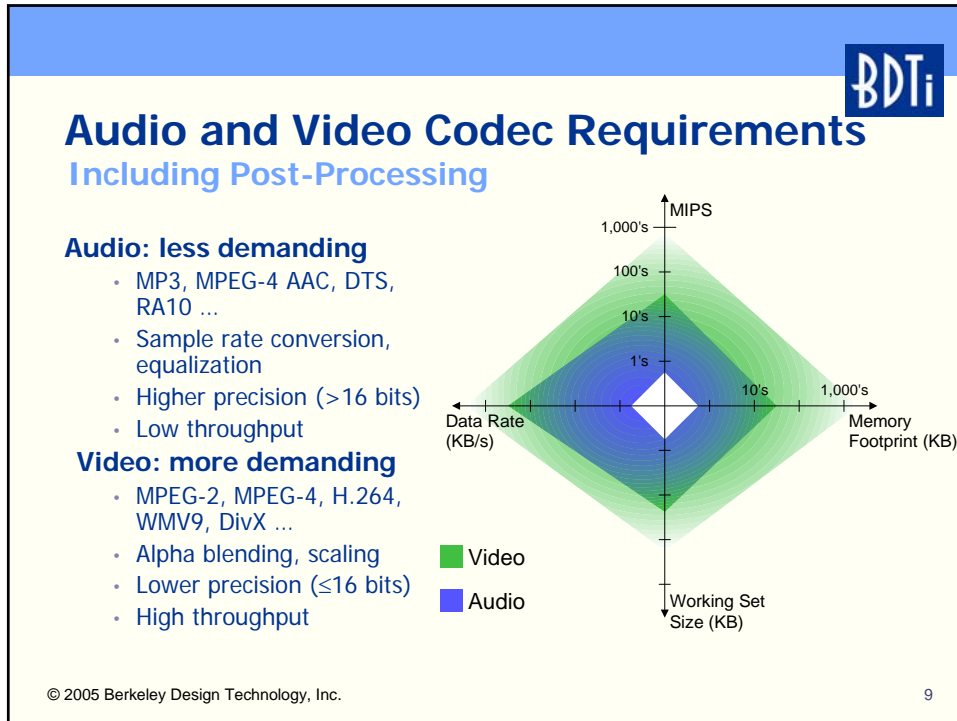 BDTi
Audio and Video Codec Requirements
Including Post-Processing
Audio: less demanding
• MP3, MPEG-4 AAC, DTS,
RA10 ...
• Sample rate conversion,
equalization
• Higher precision (>16 bits)
• Low throughput
Video: more demanding
• MPEG-2, MPEG-4, H.264,
WMV9, DivX ...
• Alpha blending, scaling
• Lower precision (≤16 bits)
• High throughput
MIPS
1,000's
100's
10's
1's
10's
1,000's
Data Rate
(KB/s)
Memory
Footprint (KB)
Video
Audio
Working Set
Size (KB)
© 2005 Berkeley Design Technology, Inc.
9